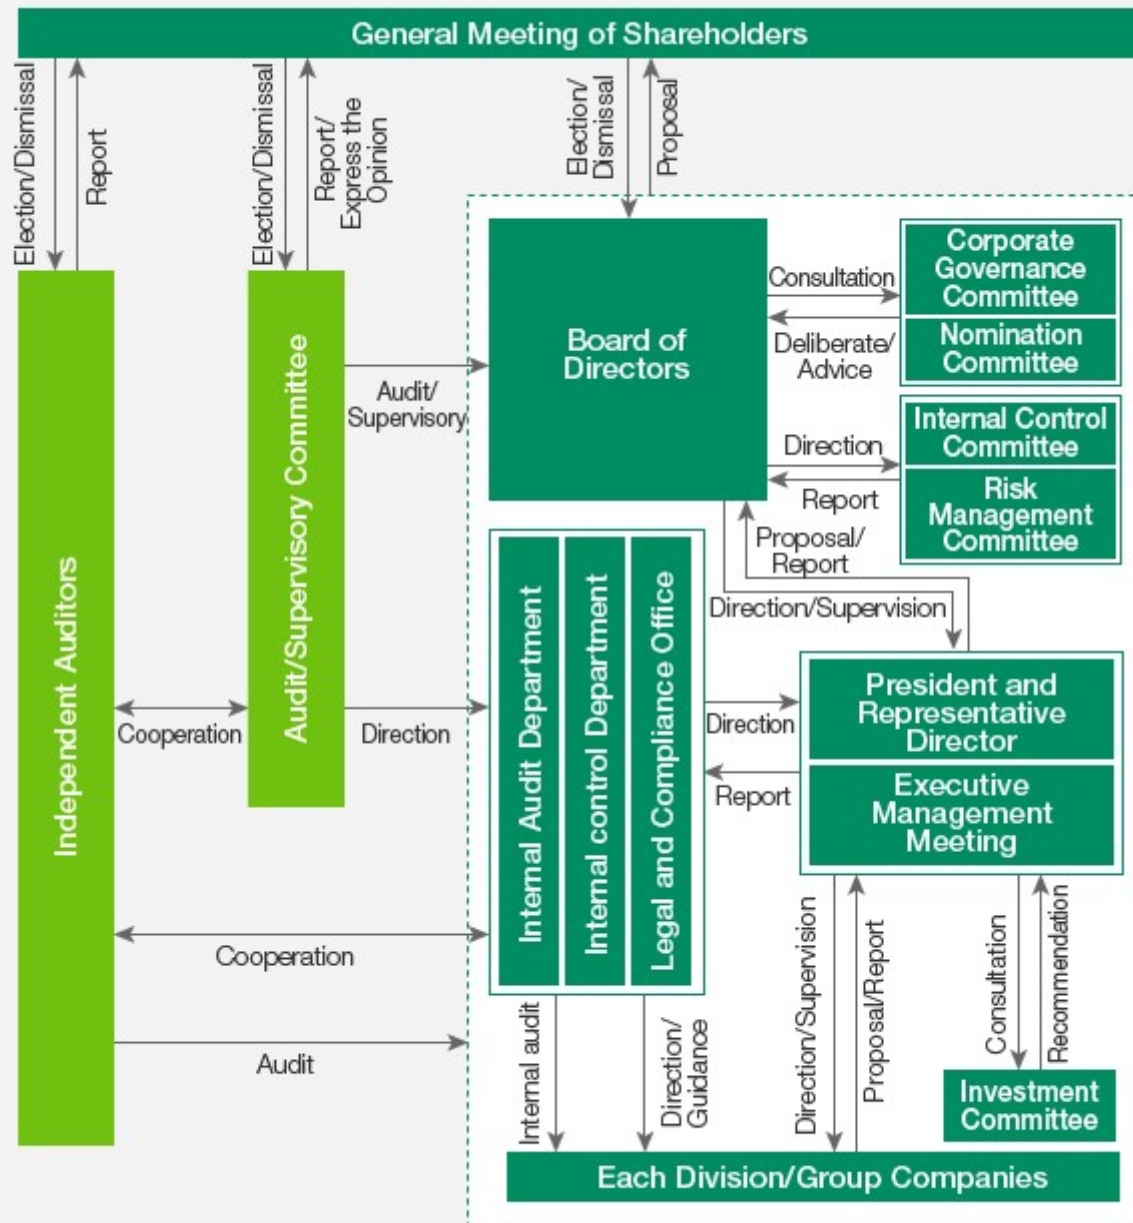 General Meeting of Shareholders
Election/Dismissal
Report
Election/Dismissal
Report/
Express the
Opinion
Election/
Dismissal
Proposal
Board of
Directors
Consultation
Deliberate/
Advice
Corporate
Governance
Committee
Nomination
Committee
Audit/
Supervisory
Direction
Report
Internal Control
Committee
Risk
Management
Committee
Proposal/
Report
Direction/Supervision
Independent Auditors
Audit/Supervisory Committee
Cooperation
Direction
Internal Audit Department
Internal control Department
Legal and Compliance Office
Direction
Report
President and
Representative
Director
Executive
Management
Meeting
Cooperation
Audit
Internal audit
Direction/
Guidance
Direction/Supervision
Proposal/Report
Consultation
Recommendation
Investment
Committee
Each Division/Group Companies